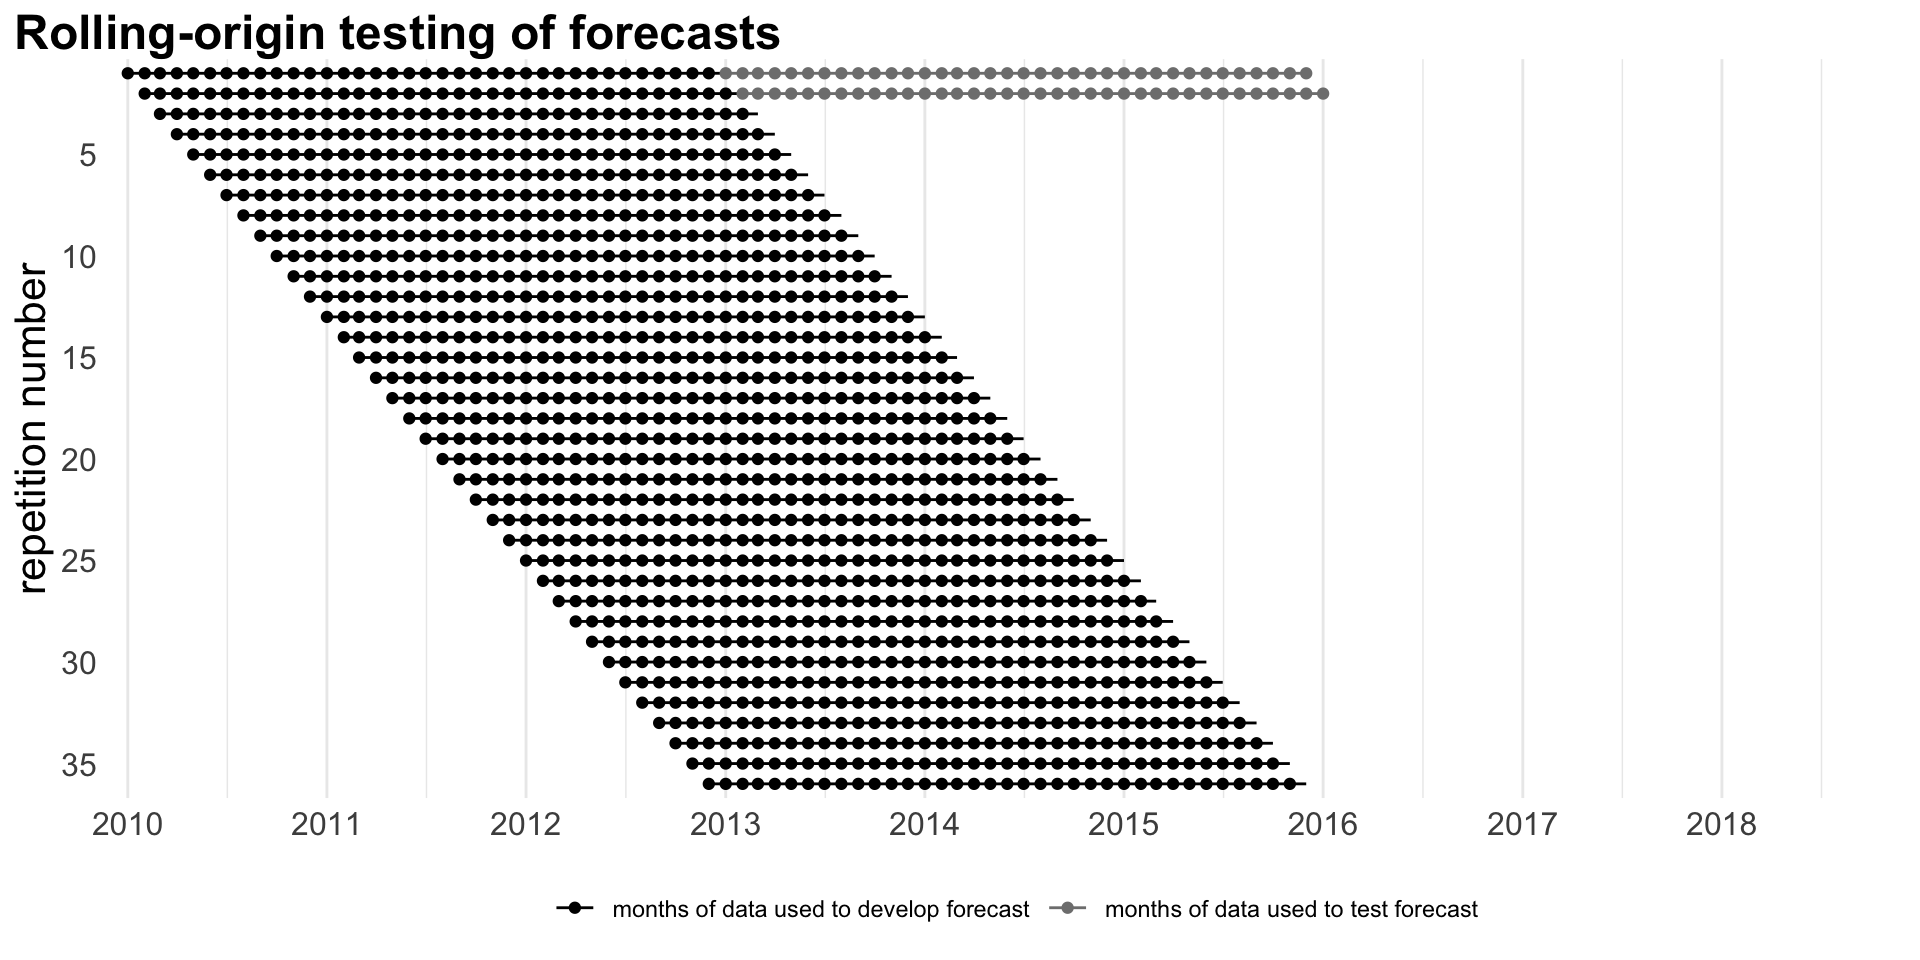 Rolling-origin testing of forecasts
repetition number
5
10
15
20
25
30
35
2010 2011 2012 2013 2014 2015 2016 2017 2018
months of data used to develop forecast months of data used to test forecast